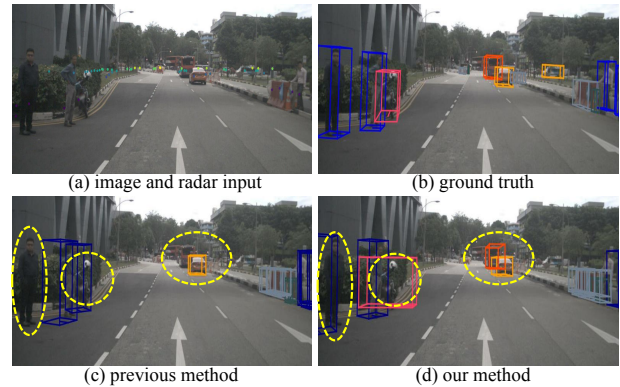 (a) image and radar input
(b) ground truth
(c) previous method
(d) our method